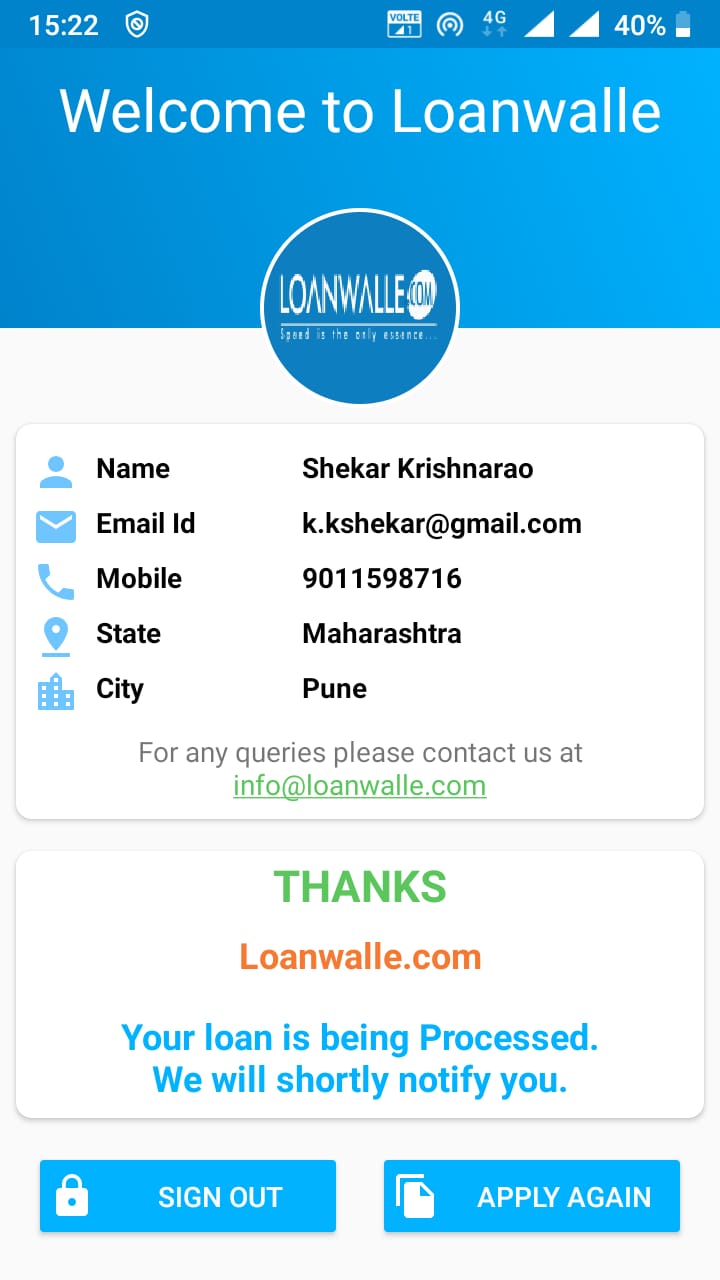 15:22 VOLTE 1 4G 40%
Welcome to Loanwalle
LOANWALLE.COM
Speed is the only essence...
Name Shekar Krishnarao
Email Id k.kshekar@gmail.com
Mobile 9011598716
State Maharashtra
City Pune
For any queries please contact us at
info@loanwalle.com
THANKS
Loanwalle.com
Your loan is being Processed.
We will shortly notify you.
SIGN OUT APPLY AGAIN